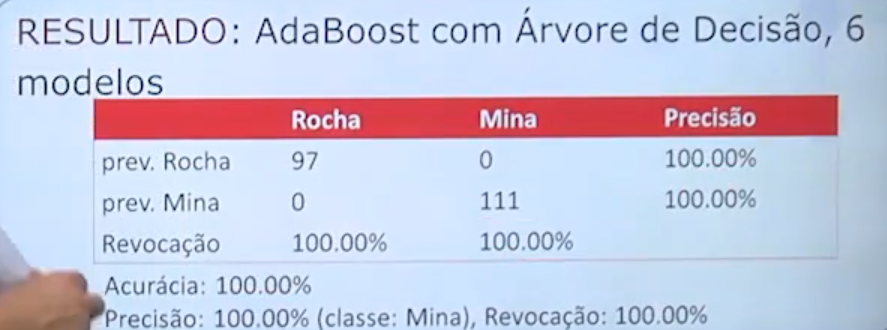 RESULTADO: AdaBoost com Árvore de Decisão, 6
modelos
Rocha Mina Precisão
prev. Rocha 97 0 100.00%
prev. Mina 0 111 100.00%
Revocação 100.00% 100.00%
Acurácia: 100.00%
Precisão: 100.00% (classe: Mina), Revocação: 100.00%